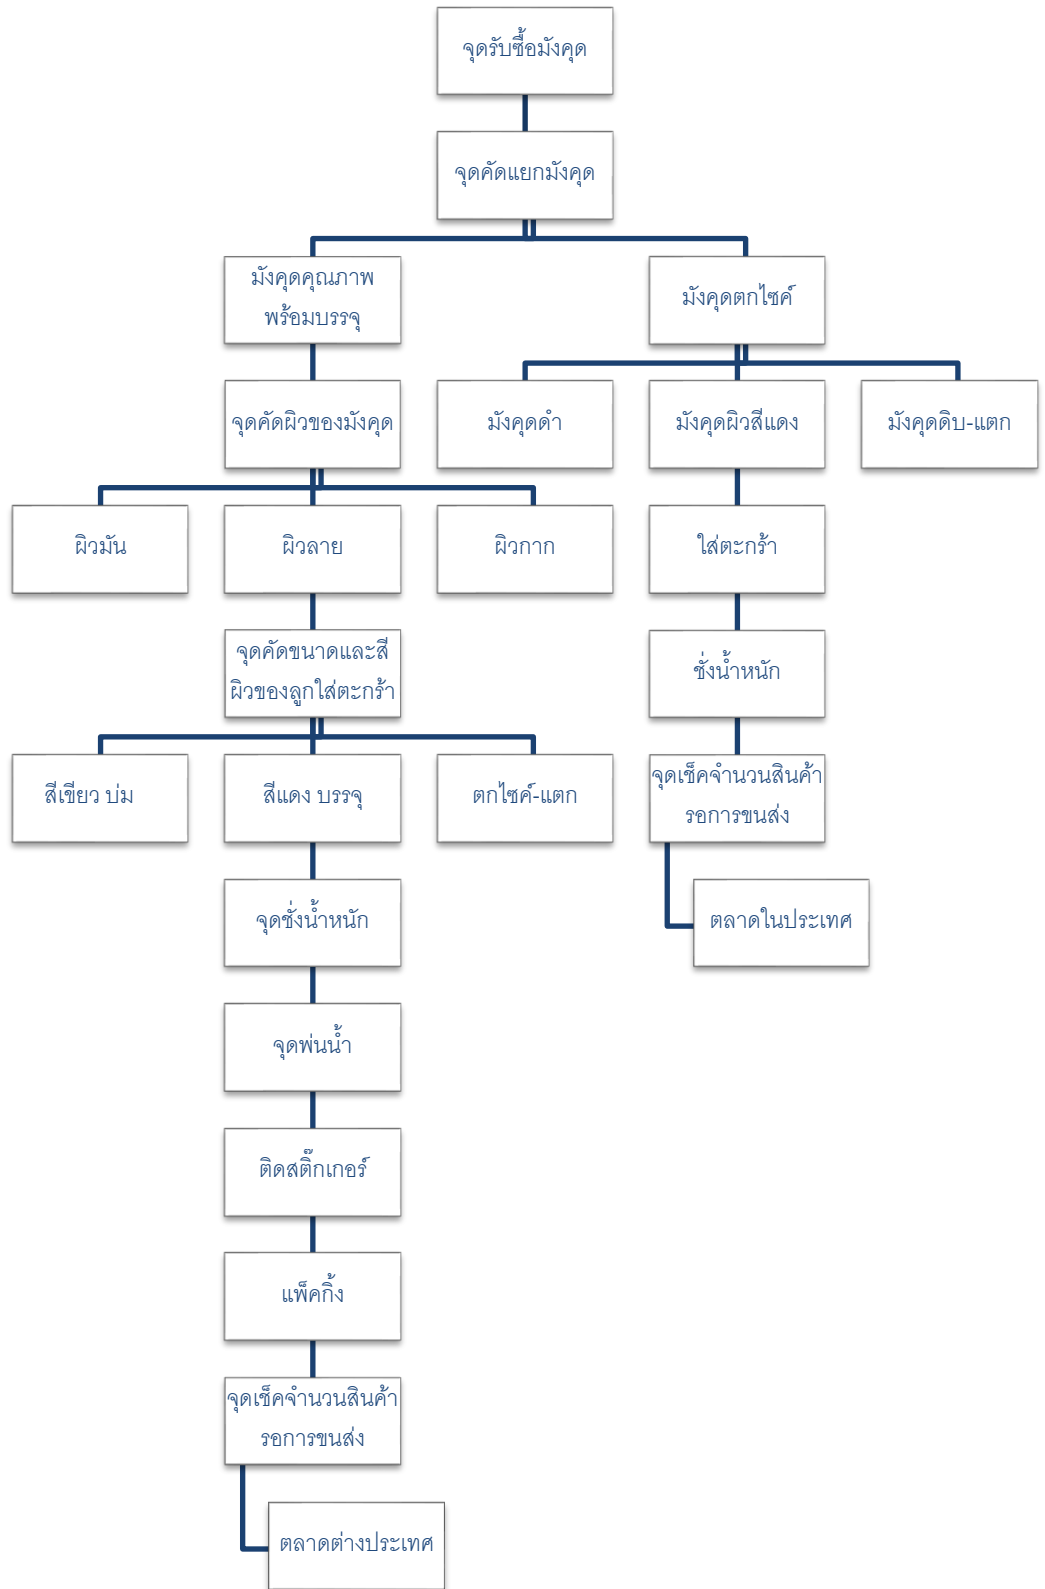 จุดรับซื้อมังคุด
จุดคัดแยกมังคุด
มังคุดคุณภาพ
พร้อมบรรจุ
มังคุดตกไซค์
จุดคัดผิวของมังคุด
มังคุดดำ
มังคุดผิวสีแดง
มังคุดดิบ-แตก
ผิวมัน
ผิวลาย
ผิวกาก
ใส่ตะกร้า
จุดคัดขนาดและสี
ผิวของลูกใส่ตะกร้า
ชั่งน้ำหนัก
สีเขียว บ่ม
สีแดง บรรจุ
ตกไซค์-แตก
จุดเช็คจำนวนสินค้า
รอการขนส่ง
จุดชั่งน้ำหนัก
ตลาดในประเทศ
จุดพ่นน้ำ
ติดสติ๊กเกอร์
แพ็คกิ้ง
จุดเช็คจำนวนสินค้า
รอการขนส่ง
ตลาดต่างประเทศ